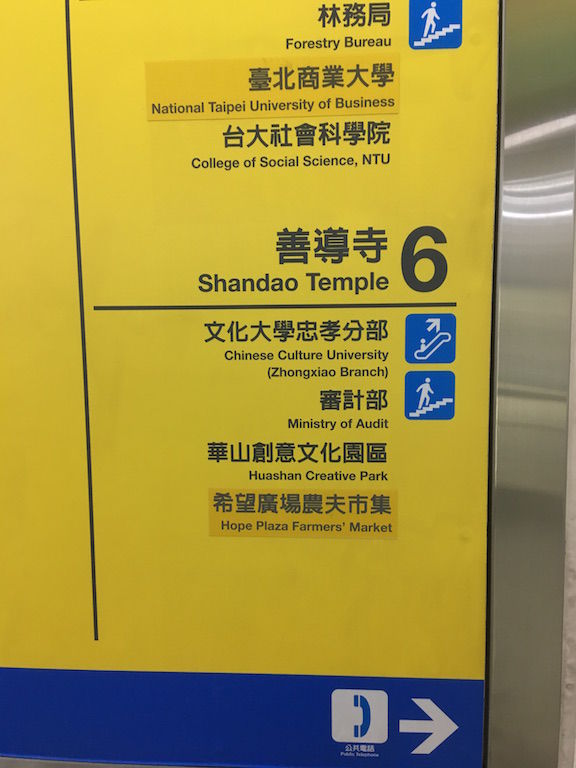 林務局
Forestry Bureau
臺北商業大學
National Taipei University of Business
台大社會科學院
College of Social Science, NTU
善導寺
Shandao Temple
6
文化大學忠孝分部
Chinese Culture University
(Zhongxiao Branch)
審計部
Ministry of Audit
華山創意文化園區
Huashan Creative Park
希望廣場農夫市集
Hope Plaza Farmers' Market
公共電話
Public Telephone